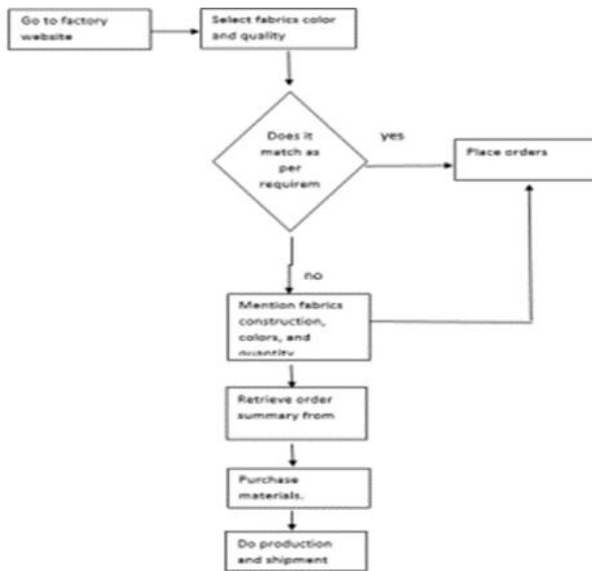 Go to factory
website
Select fabrics color
and quality
Does it
match as
per
requirem
yes
Place orders
no
Mention fabrics
construction,
colors, and
quantity
Retrieve order
summary from
Purchase
materials.
Do production
and shipment